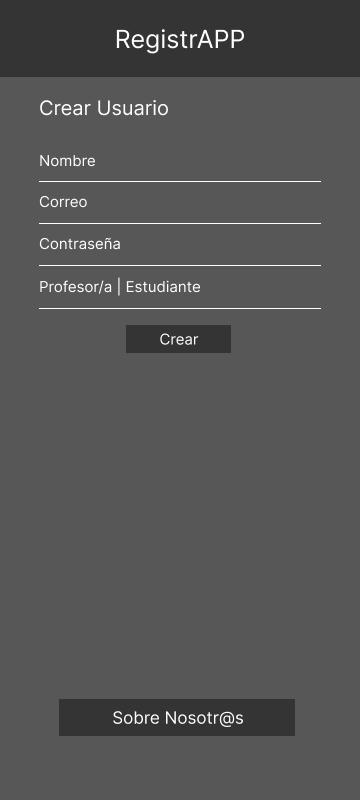 RegistrAPP
Crear Usuario
Nombre
Correo
Contraseña
Profesor/a | Estudiante
Crear
Sobre Nosotr@s